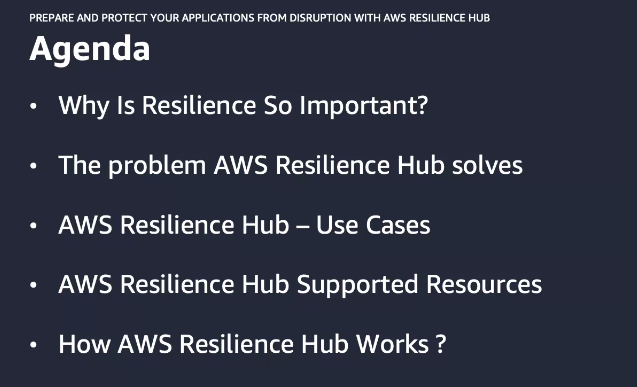 PREPARE AND PROTECT YOUR APPLICATIONS FROM DISRUPTION WITH AWS RESILIENCE HUB
Agenda
• Why Is Resilience So Important?
• The problem AWS Resilience Hub solves
• AWS Resilience Hub – Use Cases
• AWS Resilience Hub Supported Resources
• How AWS Resilience Hub Works ?